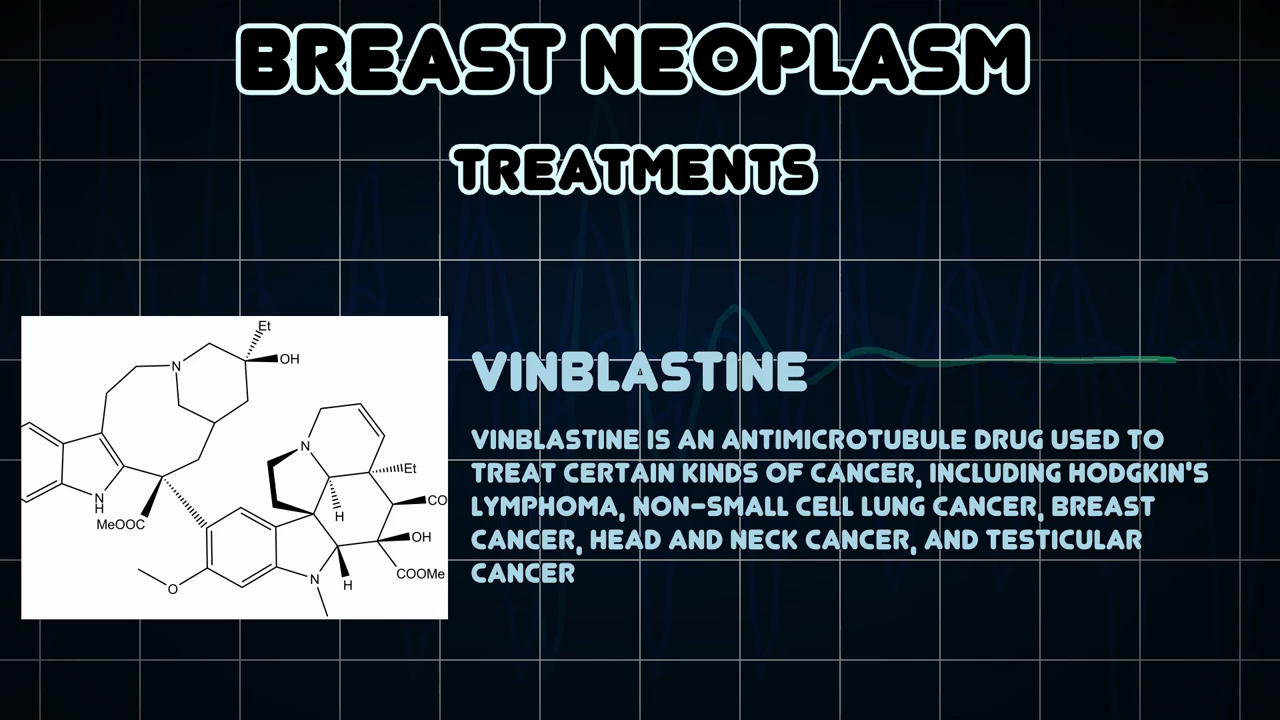 BREAST NEOPLASM
TREATMENTS
VINBLASTINE
VINBLASTINE IS AN ANTIMICROTUBULE DRUG USED TO
TREAT CERTAIN KINDS OF CANCER, INCLUDING HODGKIN'S
LYMPHOMA, NON-SMALL CELL LUNG CANCER, BREAST
CANCER, HEAD AND NECK CANCER, AND TESTICULAR
CANCER
Et
N
OH
N
Et
N
H
MeOOC
H
CO
OH
O
N
H
COOMe